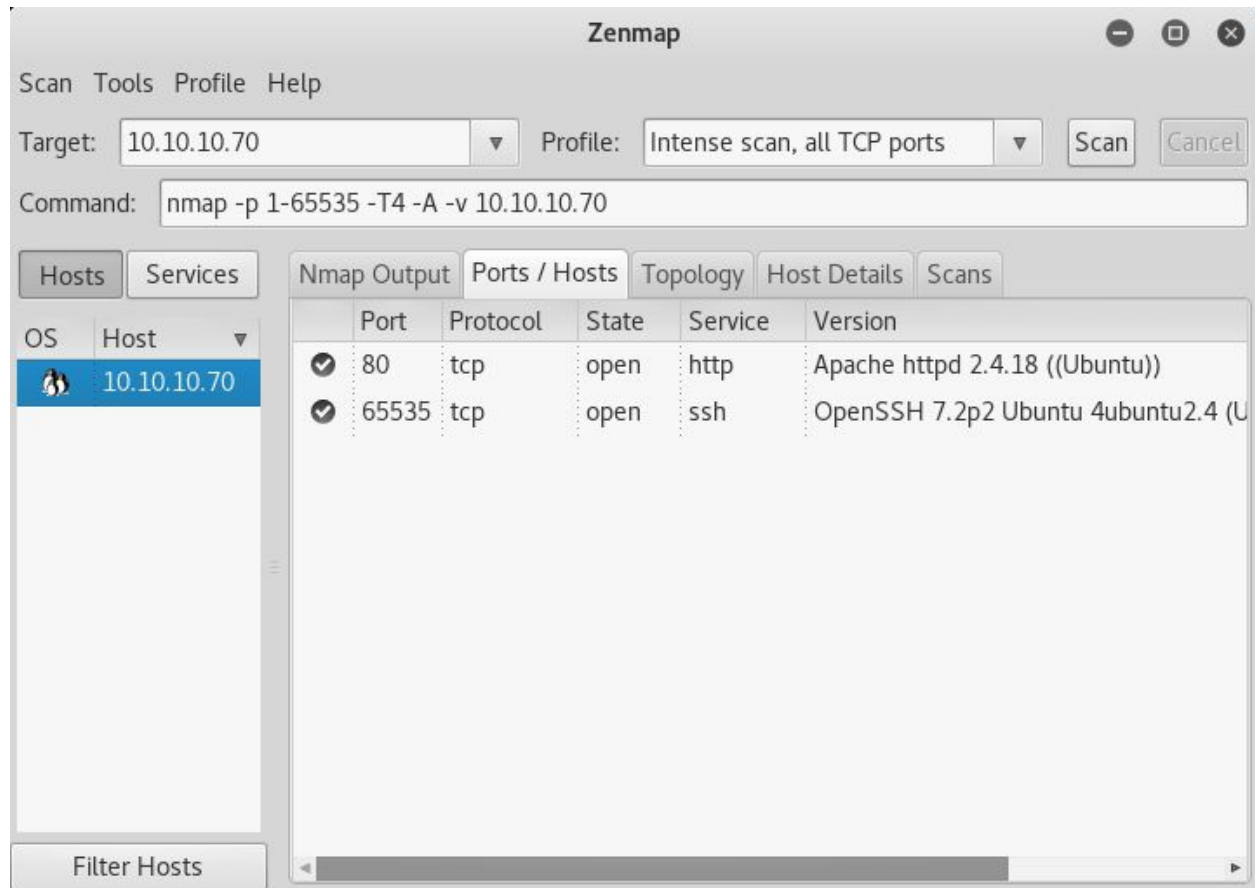 Zenmap
Scan Tools Profile Help
Target: 10.10.10.70 Profile: Intense scan, all TCP ports Scan Cancel
Command: nmap -p 1-65535 -T4 -A -v 10.10.10.70
Hosts Services Nmap Output Ports / Hosts Topology Host Details Scans
OS Host Port Protocol State Service Version
10.10.10.70 80 tcp open http Apache httpd 2.4.18 ((Ubuntu))
65535 tcp open ssh OpenSSH 7.2p2 Ubuntu 4ubuntu2.4 (U
Filter Hosts